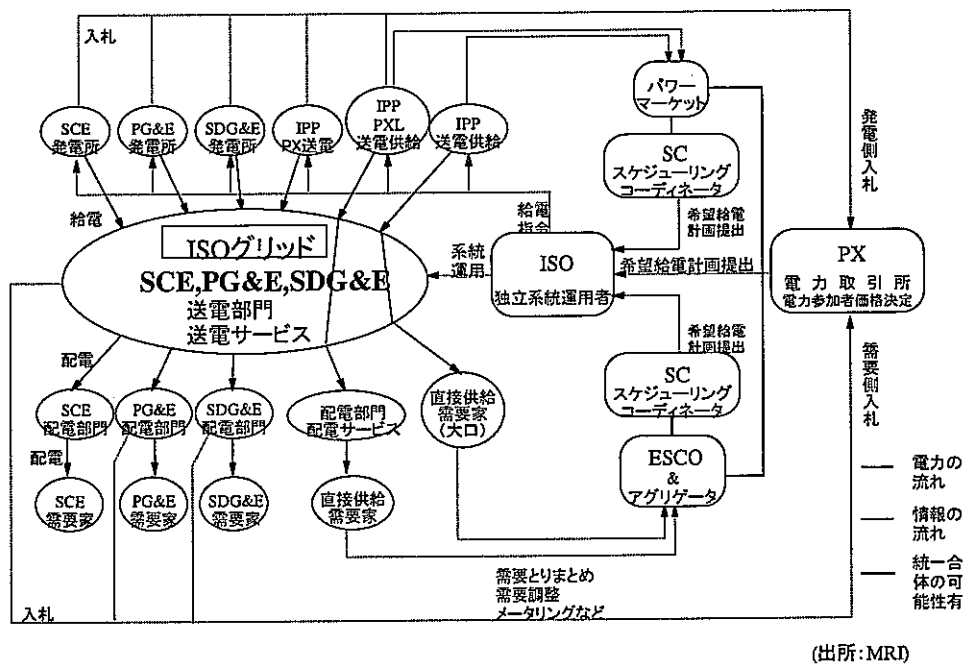 入札
SCE
発電所
PG&E
発電所
SDG&E
発電所
IPP
PX送電
IPP
PXL
送電供給
IPP
送電供給
パワー
マーケット
SC
スケジューリング
コーディネータ
発電側入札
給電
給電
指令
希望給電
計画提出
ISOグリッド
SCE,PG&E,SDG&E
送電部門
送電サービス
系統
運用
ISO
独立系統運用者
希望給電計画提出
PX
電力取引所
電力参加者価格決定
希望給電
計画提出
配電
SC
スケジューリング
コーディネータ
需要側入札
SCE
配電部門
PG&E
配電部門
SDG&E
配電部門
配電部門
配電サービス
直接供給
需要家
(大口)
配電
ESCO
&
アグリゲータ
SCE
需要家
PG&E
需要家
SDG&E
需要家
直接供給
需要家
電力の
流れ
情報の
流れ
統一合
体の可
能性有
需要とりまとめ
需要調整
メータリングなど
入札
(出所:MRI)